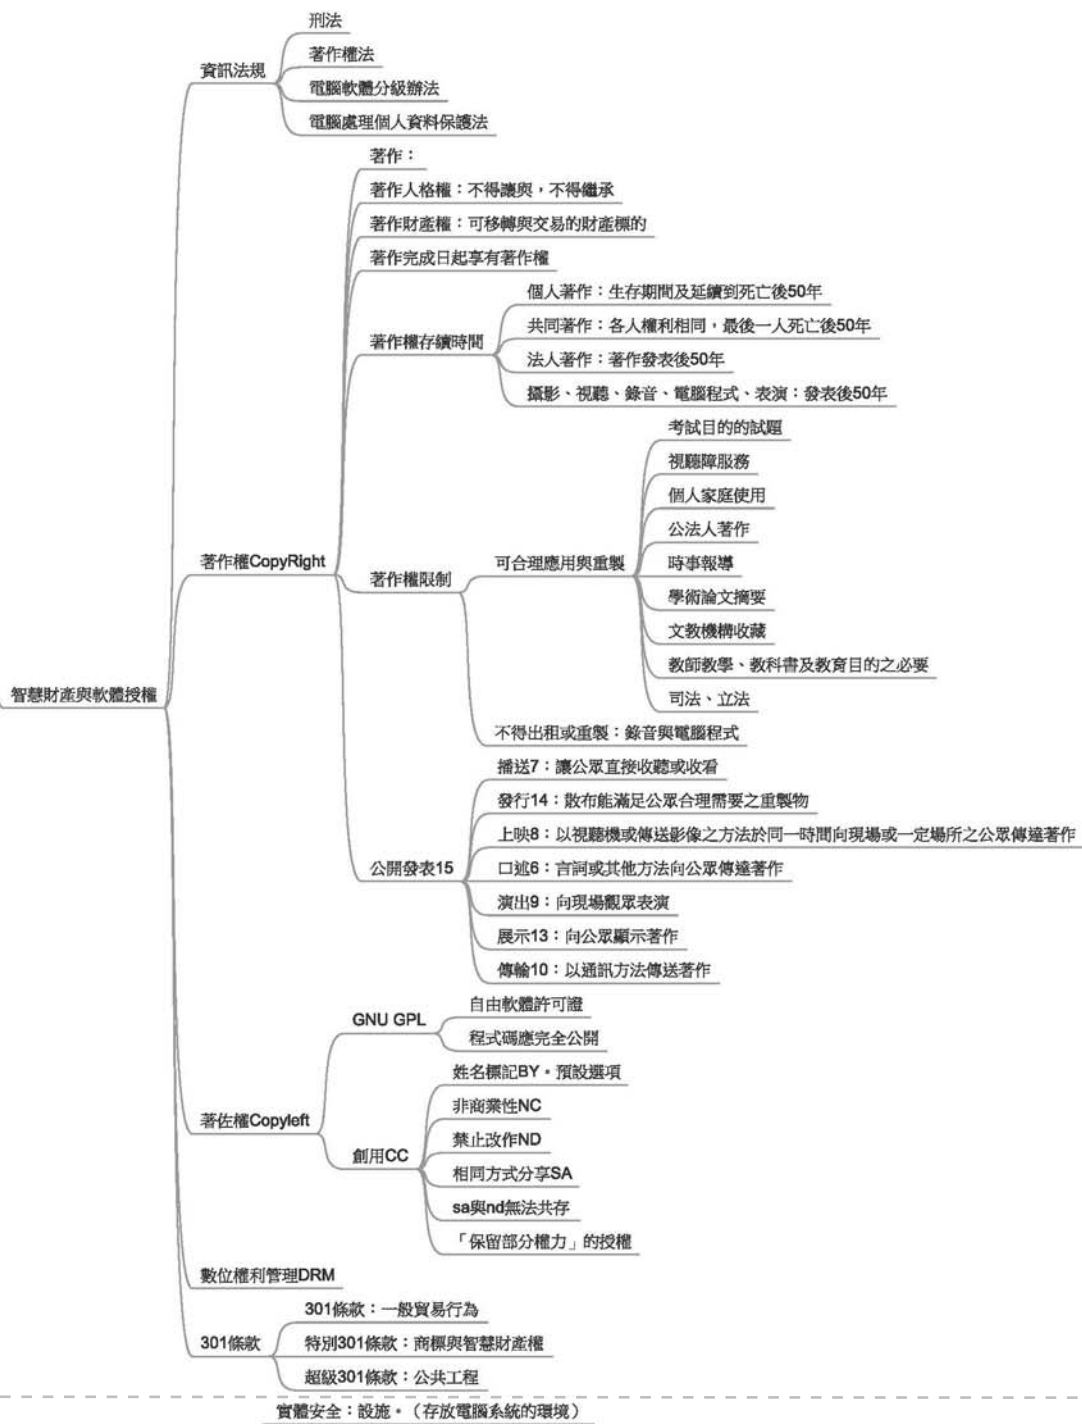 智慧財產與軟體授權
資訊法規
刑法
著作權法
電腦軟體分級辦法
電腦處理個人資料保護法
著作權CopyRight
著作：
著作人格權：不得讓與，不得繼承
著作財產權：可移轉與交易的財產標的
著作完成日起享有著作權
著作權存續時間
個人著作：生存期間及延續到死亡後50年
共同著作：各人權利相同，最後一人死亡後50年
法人著作：著作發表後50年
攝影、視聽、錄音、電腦程式、表演：發表後50年
著作權限制
可合理應用與重製
考試目的的試題
視聽障服務
個人家庭使用
公法人著作
時事報導
學術論文摘要
文教機構收藏
教師教學、教科書及教育目的之必要
司法、立法
不得出租或重製：錄音與電腦程式
公開發表15
播送7：讓公眾直接收聽或收看
發行14：散布能滿足公眾合理需要之重製物
上映8：以視聽機或傳送影像之方法於同一時間向現場或一定場所之公眾傳達著作
口述6：言詞或其他方法向公眾傳達著作
演出9：向現場觀眾表演
展示13：向公眾顯示著作
傳輸10：以通訊方法傳送著作
著佐權Copyleft
GNU GPL
自由軟體許可證
程式碼應完全公開
創用CC
姓名標記BY。預設選項
非商業性NC
禁止改作ND
相同方式分享SA
sa與nd無法共存
「保留部分權力」的授權
數位權利管理DRM
301條款
301條款：一般貿易行為
特別301條款：商標與智慧財產權
超級301條款：公共工程
實體安全：設施。（存放電腦系統的環境）